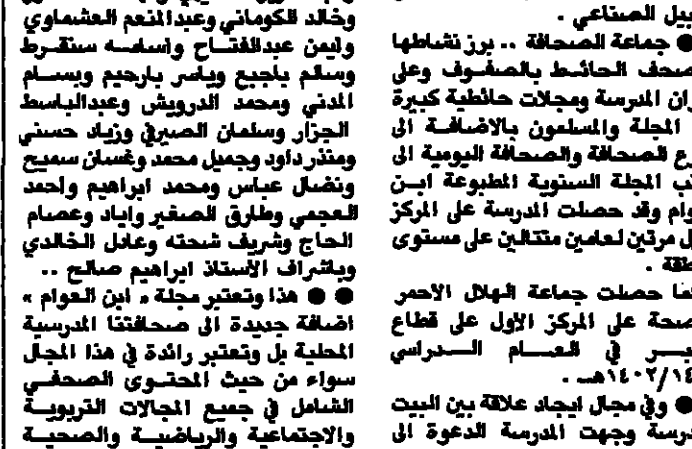 بيل الصناعي .
● جماعة الصحافة .. برز نشاطها
صحف الحائط بالصفوف وعلى
ران المدرسة ومجلات حائطية كبيرة
المجلة والمسلمون بالاضافة الى
ع الصحافة والصحافة اليومية الى
ب المجلة السنوية المطبوعة ابن
وام وقد حصلت المدرسة على المركز
ل مرتين لعامين متتالين على مستوى
طقة .
ما حصلت جماعة الهلال الاحمر
صحة على المركز الاول على قطاع
ـر في العام الدراسي
١٤٠٢/١٤هـ .
● وفي مجال ايجاد علاقة بين البيت
درسة وجهت المدرسة الدعوة الى
وخالد الكوماني وعبدالمنعم العشماوي
وايمن عبدالفتاح واسامه سنقرط
وسالم بلجيع وياسر بارحيم وبسام
المدني ومحمد الدرويش وعبدالباسط
الجزار وسلمان الصيرفي وزياد حسني
ومنذر داود وجميل محمد وغسان سميح
ونضال عباس ومحمد ابراهيم واحمد
العجمي وطارق الصغير واياد وعصام
الحاج وشريف شحته وعادل الخالدي
وباشراف الاستاذ ابراهيم صالح ..
● ● هذا وتعتبر مجلة « ابن العوام »
اضافة جديدة الى صحافتنا المدرسية
المحلية بل وتعتبر رائدة في هذا المجال
سواء من حيث المحتوى الصحفي
الشامل في جميع المجالات التربوية
والاجتماعية والرياضية والصحية